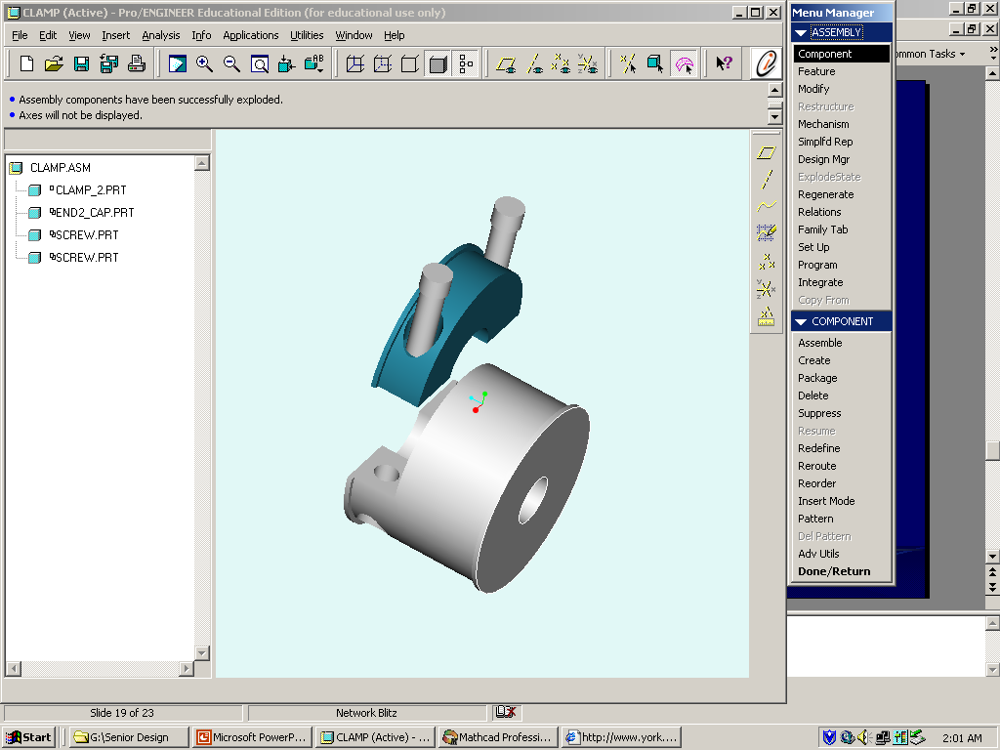 CLAMP (Active) - Pro/ENGINEER Educational Edition (for educational use only)
File Edit View Insert Analysis Info Applications Utilities Window Help
Assembly components have been successfully exploded.
Axes will not be displayed.
CLAMP.ASM
CLAMP_2.PRT
END2_CAP.PRT
SCREW.PRT
SCREW.PRT
Menu Manager
ASSEMBLY
Component
Feature
Modify
Restructure
Mechanism
Simplfd Rep
Design Mgr
ExplodeState
Regenerate
Relations
Family Tab
Set Up
Program
Integrate
Copy From
COMPONENT
Assemble
Create
Package
Delete
Suppress
Resume
Redefine
Reroute
Reorder
Insert Mode
Pattern
Del Pattern
Adv Utils
Done/Return
ommon Tasks
Slide 19 of 23 Network Blitz
Start G:\Senior Design Microsoft PowerP... CLAMP (Active) - ... Mathcad Professi... http://www.york.... 2:01 AM